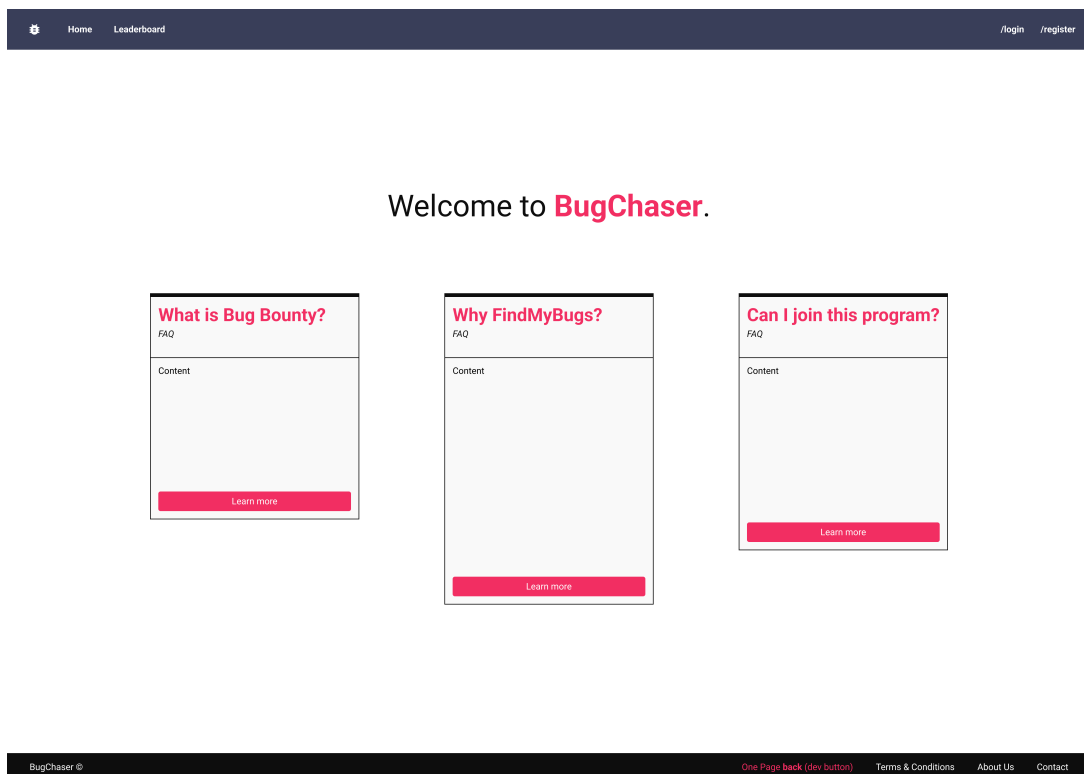 Home Leaderboard /login /register
Welcome to BugChaser.
What is Bug Bounty?
FAQ
Content
Learn more
Why FindMyBugs?
FAQ
Content
Learn more
Can I join this program?
FAQ
Content
Learn more
BugChaser © One Page back (dev button) Terms & Conditions About Us Contact